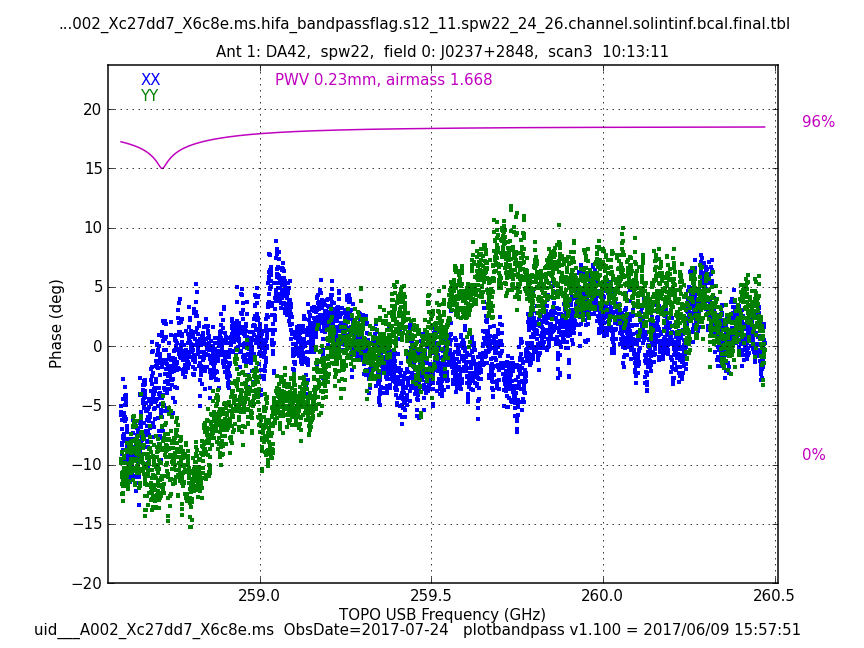 ...002_Xc27dd7_X6c8e.ms.hifa_bandpassflag.s12_11.spw22_24_26.channel.solintinf.bcal.final.tbl
Ant 1: DA42,  spw22,  field 0: J0237+2848,  scan3  10:13:11
XX
YY
PWV 0.23mm, airmass 1.668
96%
0%
20
15
10
5
0
−5
−10
−15
−20
Phase (deg)
259.0
259.5
260.0
260.5
TOPO USB Frequency (GHz)
uid___A002_Xc27dd7_X6c8e.ms  ObsDate=2017-07-24   plotbandpass v1.100 = 2017/06/09 15:57:51